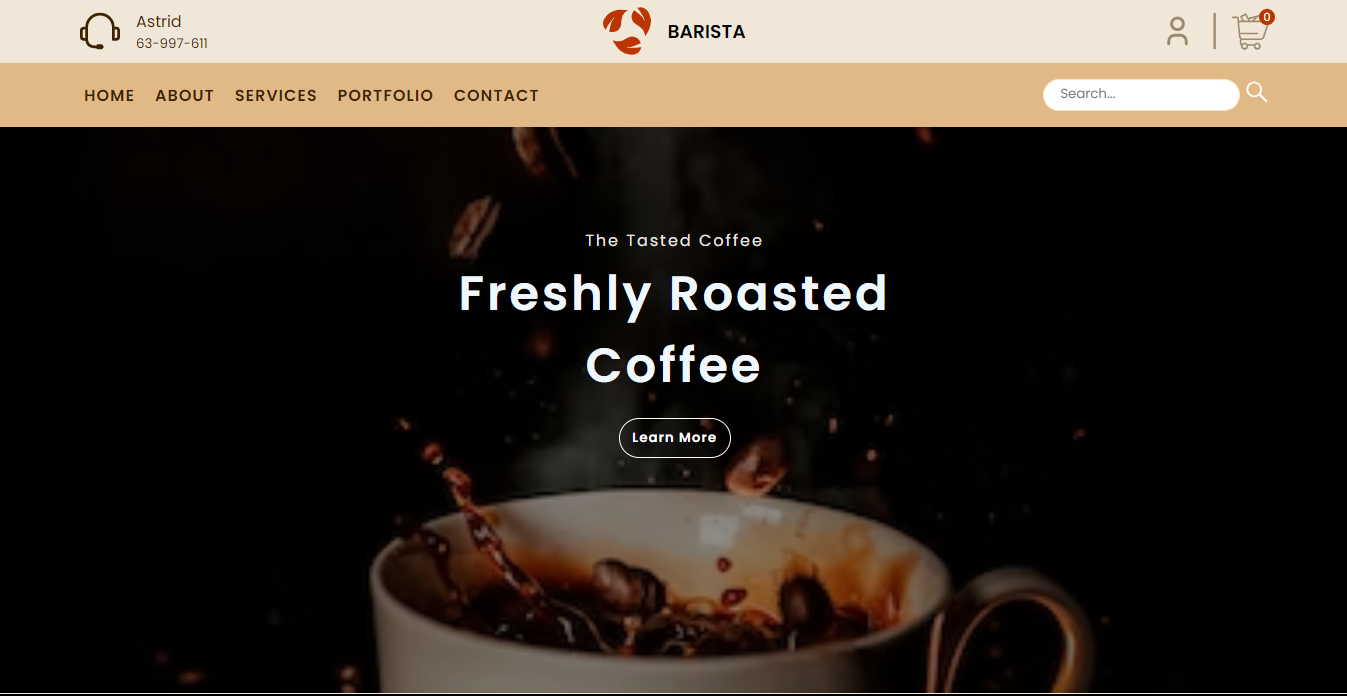 Astrid
63-997-611
BARISTA
0
HOME ABOUT SERVICES PORTFOLIO CONTACT
Search...
The Tasted Coffee
Freshly Roasted
Coffee
Learn More